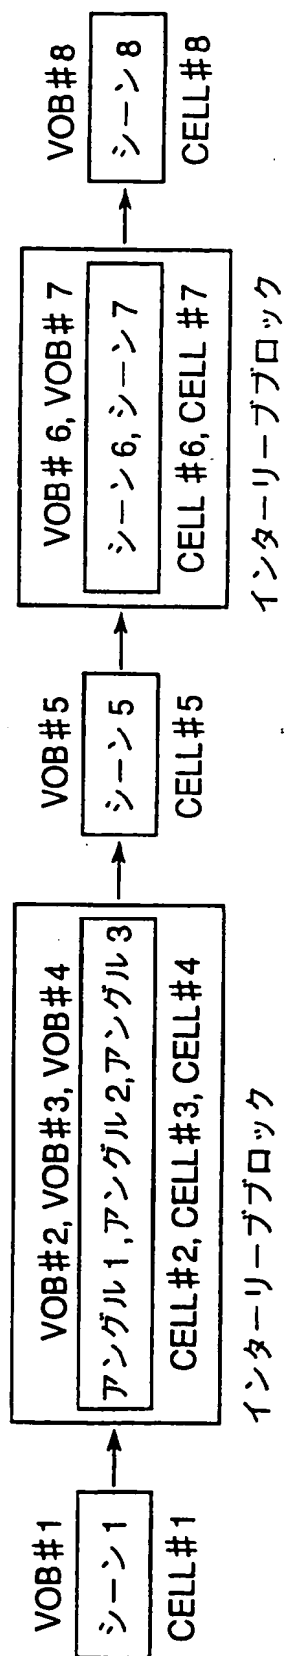 VOB#1
シーン1
CELL#1
VOB#2, VOB#3, VOB#4
アングル1,アングル2,アングル3
CELL#2, CELL#3, CELL#4
インターリーブブロック
VOB#5
シーン5
CELL#5
VOB# 6, VOB# 7
シーン6, シーン7
CELL #6, CELL #7
インターリーブブロック
VOB#8
シーン8
CELL#8